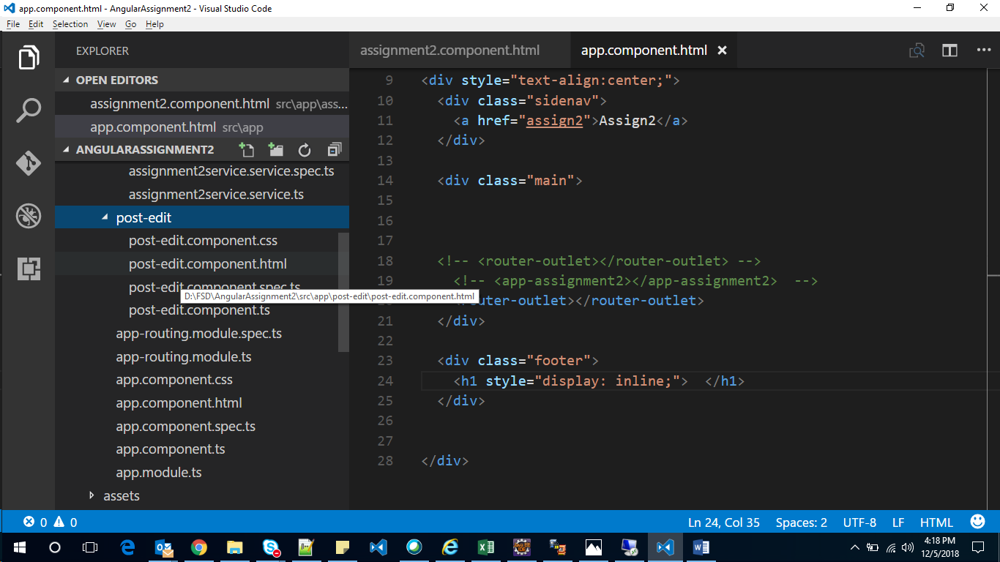 app.component.html - AngularAssignment2 - Visual Studio Code
File Edit Selection View Go Help
EXPLORER
OPEN EDITORS
assignment2.component.html src\app\ass...
app.component.html src\app
ANGULARASSIGNMENT2
assignment2service.service.spec.ts
assignment2service.service.ts
post-edit
post-edit.component.css
post-edit.component.html
post-edit.component.spec.ts
D:\FSD\AngularAssignment2\src\app\post-edit\post-edit.component.html
post-edit.component.ts
app-routing.module.spec.ts
app-routing.module.ts
app.component.css
app.component.html
app.component.spec.ts
app.component.ts
app.module.ts
assets
assignment2.component.html app.component.html
9 <div style="text-align:center;">
10 <div class="sidenav">
11 <a href="assign2">Assign2</a>
12 </div>
13
14 <div class="main">
15
16
17
18 <!-- <router-outlet></router-outlet> -->
19 <!-- <app-assignment2></app-assignment2> -->
outer-outlet></router-outlet>
21 </div>
22
23 <div class="footer">
24 <h1 style="display: inline;"> </h1>
25 </div>
26
27
28 </div>
0 0
Ln 24, Col 35 Spaces: 2 UTF-8 LF HTML
4:18 PM
12/5/2018